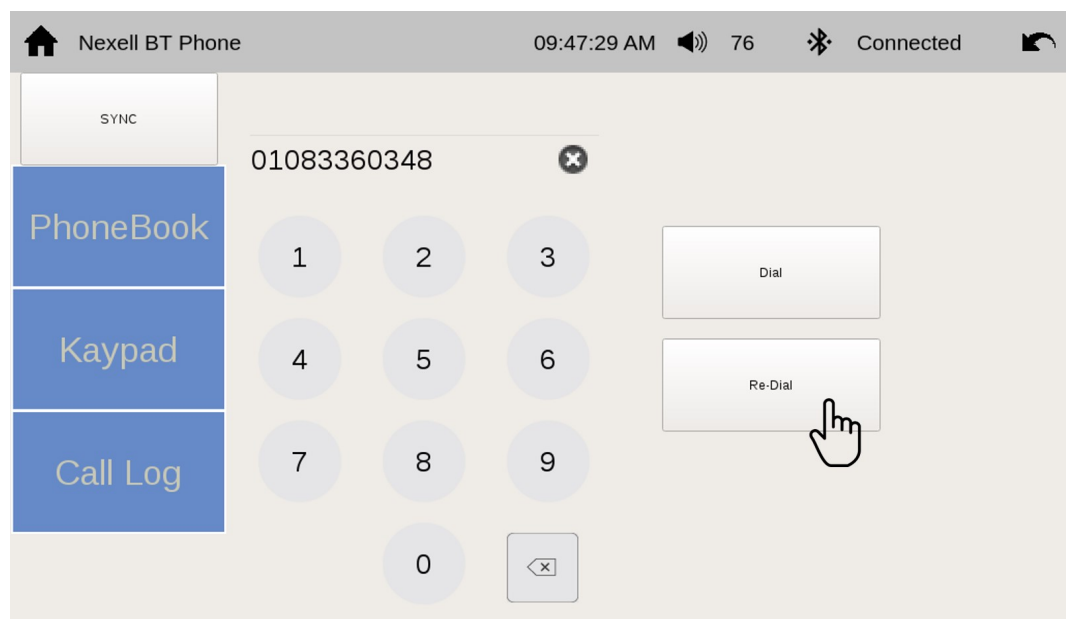 Nexell BT Phone 09:47:29 AM 76 Connected
SYNC
01083360348
PhoneBook
1 2 3
Dial
Kaypad
4 5 6
Re-Dial
Call Log
7 8 9
0